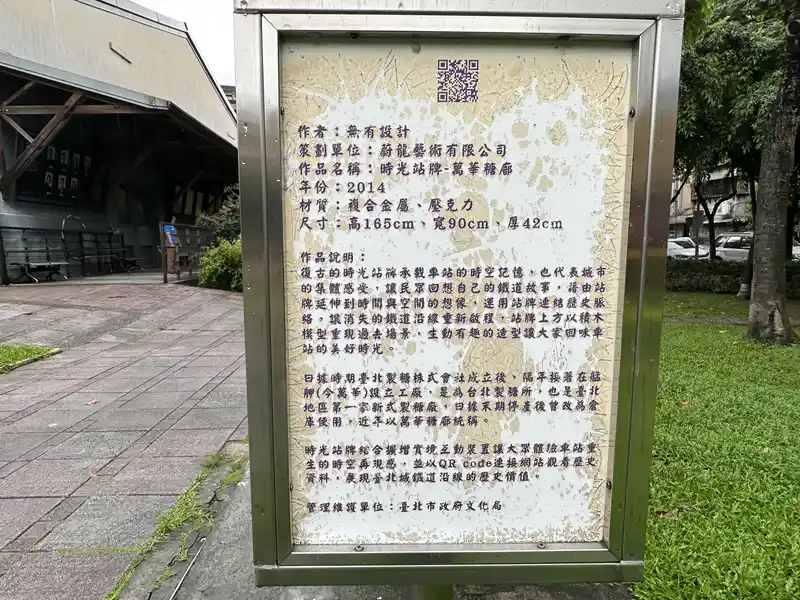 作者：無有設計
策劃單位：蔚龍藝術有限公司
作品名稱：時光站牌-萬華糖廍
年份：2014
材質：複合金屬、壓克力
尺寸：高165cm、寬90cm、厚42cm
作品說明：
復古的時光站牌承載車站的時空記憶，也代表城市
的集體感受，讓民眾回想自己的鐵道故事，藉由站
牌延伸到時間與空間的想像，運用站牌連結歷史脈
絡，讓消失的鐵道沿線重新啟程，站牌上方以積木
模型重現過去場景，生動有趣的造型讓大家回味車
站的美好時光。
日據時期臺北製糖株式會社成立後，隔年接著在艋
舺(今萬華)設立工廠，是為台北製糖所，也是臺北
地區第一家新式製糖廠，日據末期停產後曾改為倉
庫使用，近年以萬華糖廍統稱。
時光站牌結合擴增實境互動裝置讓大眾體驗車站重
生的時空再現感，並以QR code連接網站觀看歷史
資料，展現臺北城鐵道沿線的歷史價值。
管理維護單位：臺北市政府文化局